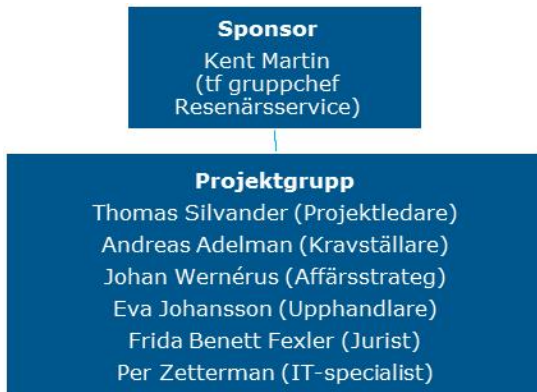 Sponsor
Kent Martin
(tf gruppchef
Resenärsservice)
Projektgrupp
Thomas Silvander (Projektledare)
Andreas Adelman (Kravställare)
Johan Wernérus (Affärsstrateg)
Eva Johansson (Upphandlare)
Frida Benett Fexler (Jurist)
Per Zetterman (IT-specialist)